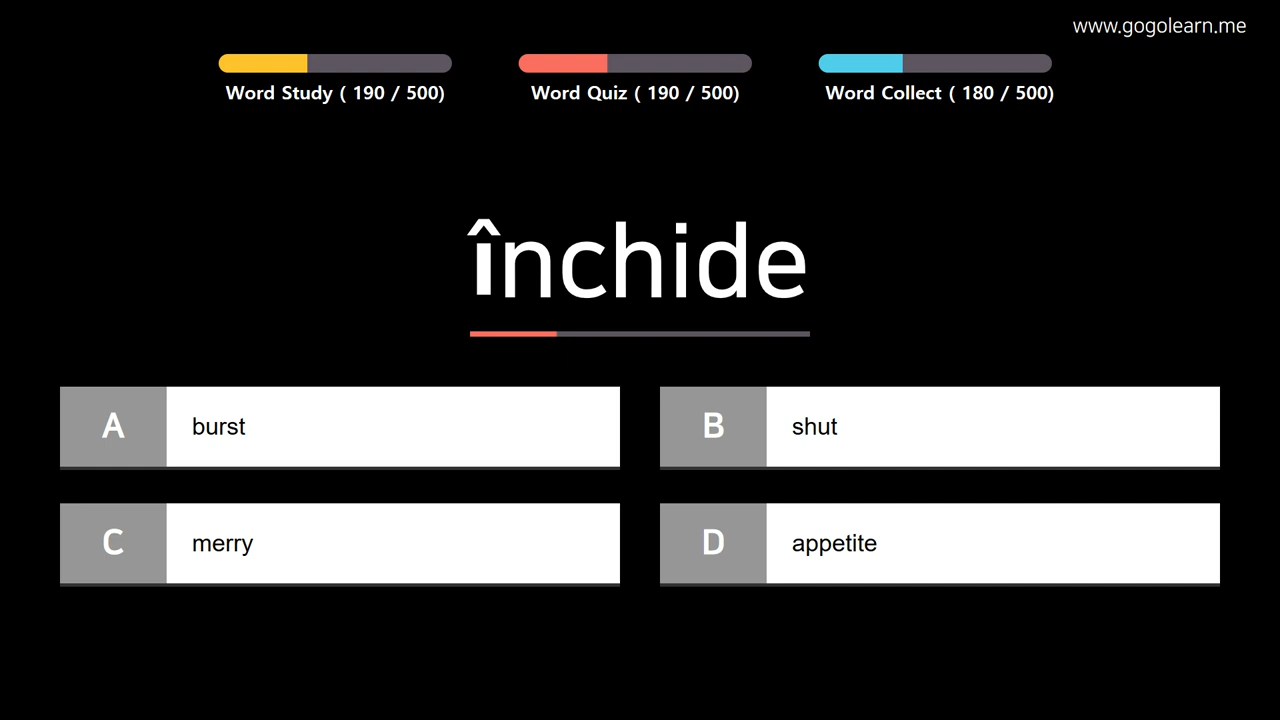 www.gogolearn.me
Word Study ( 190 / 500)
Word Quiz ( 190 / 500)
Word Collect ( 180 / 500)
închide
A
burst
B
shut
C
merry
D
appetite